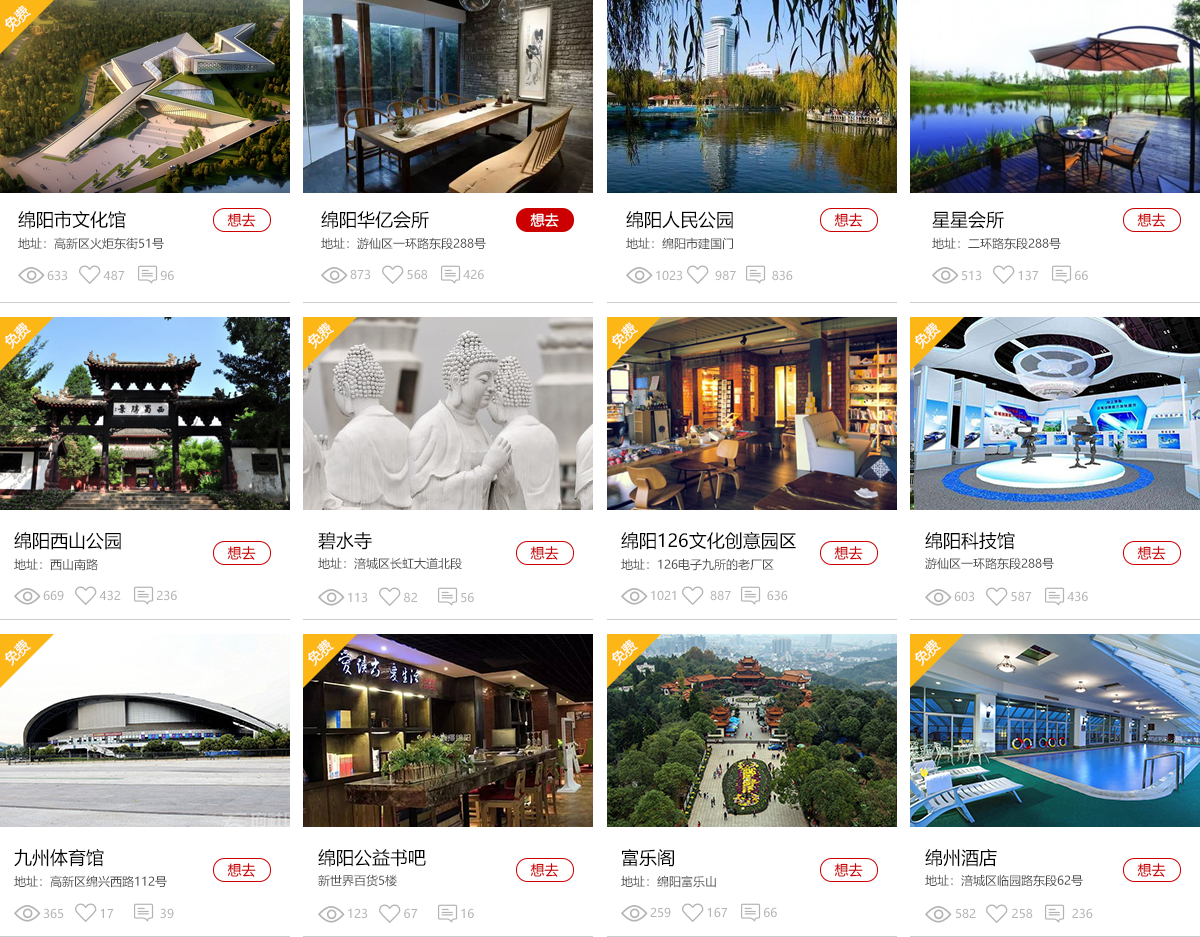 免费
绵阳市文化馆
想去
地址：高新区火炬东街51号
633 487 96
绵阳华亿会所
想去
地址：游仙区一环路东段288号
873 568 426
绵阳人民公园
想去
地址：绵阳市建国门
1023 987 836
星星会所
想去
地址：二环路东段288号
513 137 66
免费
绵阳西山公园
想去
地址：西山南路
669 432 236
免费
碧水寺
想去
地址：涪城区长虹大道北段
113 82 56
免费
绵阳126文化创意园区
想去
地址：126电子九所的老厂区
1021 887 636
免费
绵阳科技馆
想去
游仙区一环路东段288号
603 587 436
免费
九州体育馆
想去
地址：高新区绵兴西路112号
365 17 39
免费
爱读书 爱生活
绵阳公益书吧
想去
新世界百货5楼
123 67 16
免费
富乐阁
想去
地址：绵阳富乐山
259 167 66
免费
绵州酒店
想去
地址：涪城区临园路东段62号
582 258 236